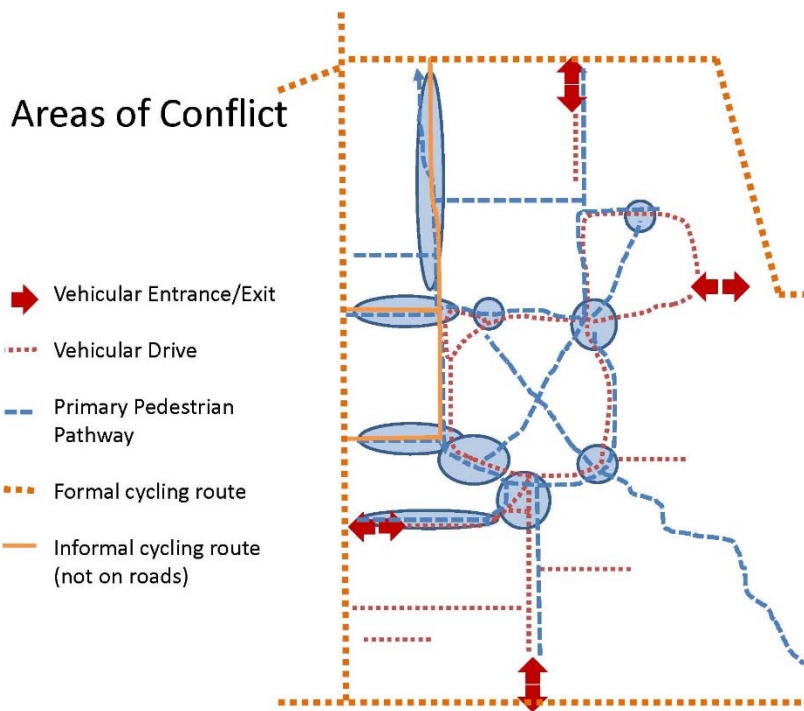 Areas of Conflict
Vehicular Entrance/Exit
Vehicular Drive
Primary Pedestrian
Pathway
Formal cycling route
Informal cycling route
(not on roads)